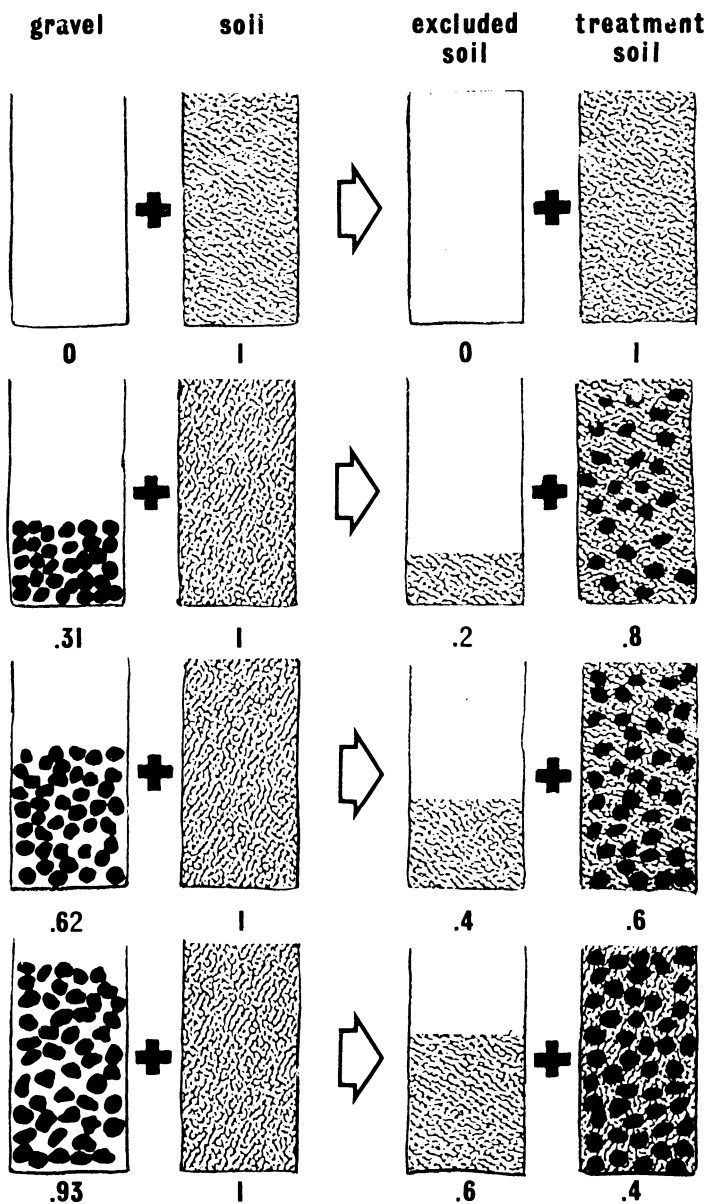 gravel soil excluded soil treatment soil
0 1 0 1
.31 1 .2 .8
.62 1 .4 .6
.93 1 .6 .4